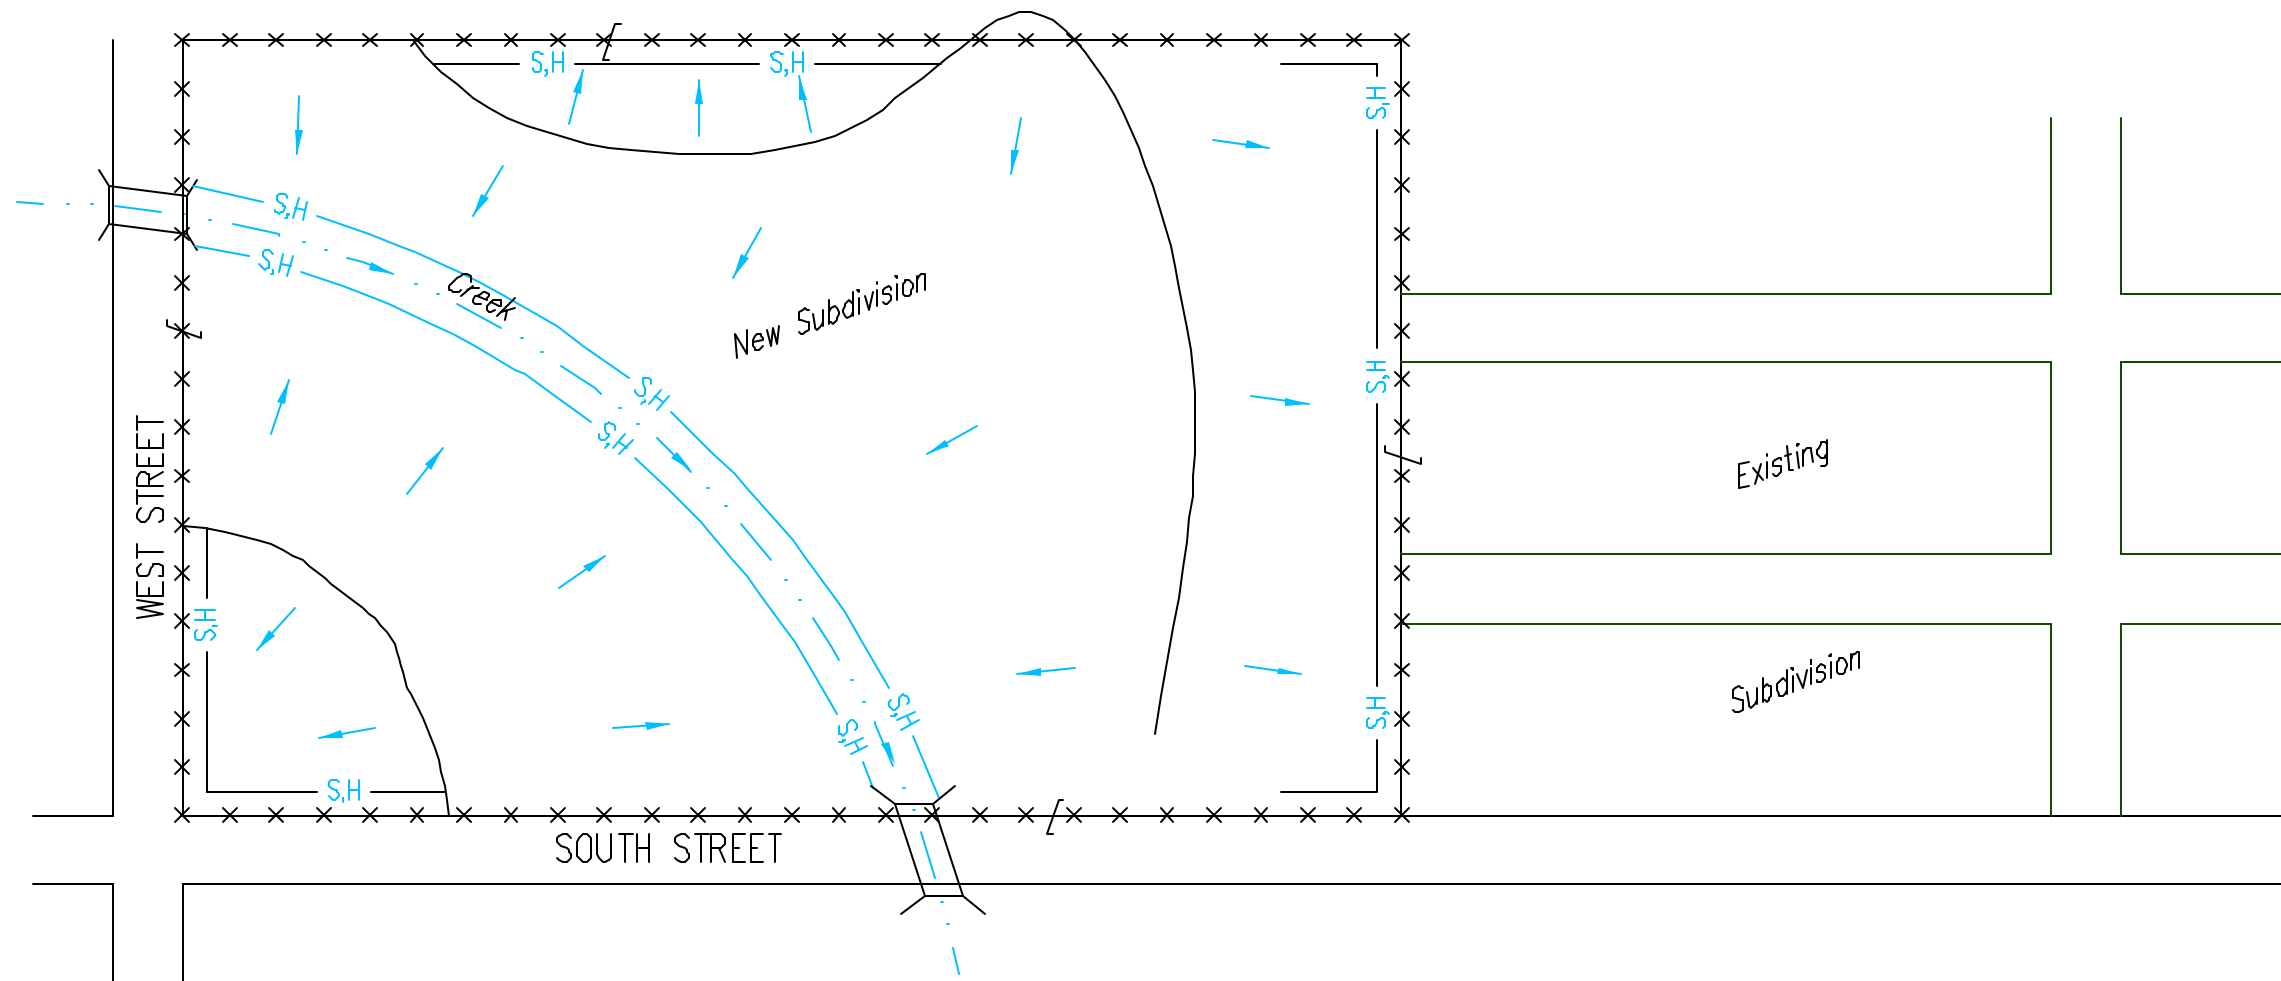 S,H
S,H
S,H
S,H
S,H
Creek
New Subdivision
S,H
S,H
S,H
Existing
WEST STREET
S,H
Subdivision
S,H
S,H
S,H
S,H
SOUTH STREET